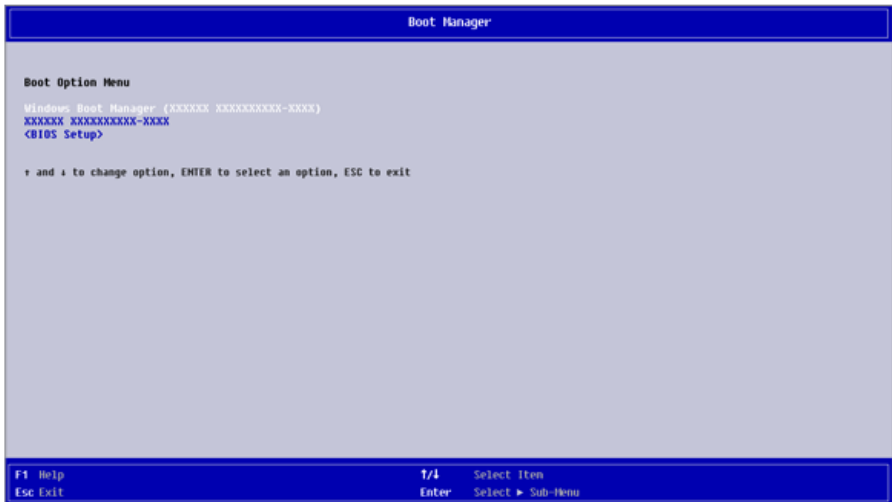 Boot Manager
Boot Option Menu
Windows Boot Manager (XXXXXX XXXXXXXXXX-XXXX)
XXXXXX XXXXXXXXXX-XXXX
<BIOS Setup>
↑ and ↓ to change option, ENTER to select an option, ESC to exit
F1 Help ↑/↓ Select Item
Esc Exit Enter Select ► Sub-Menu